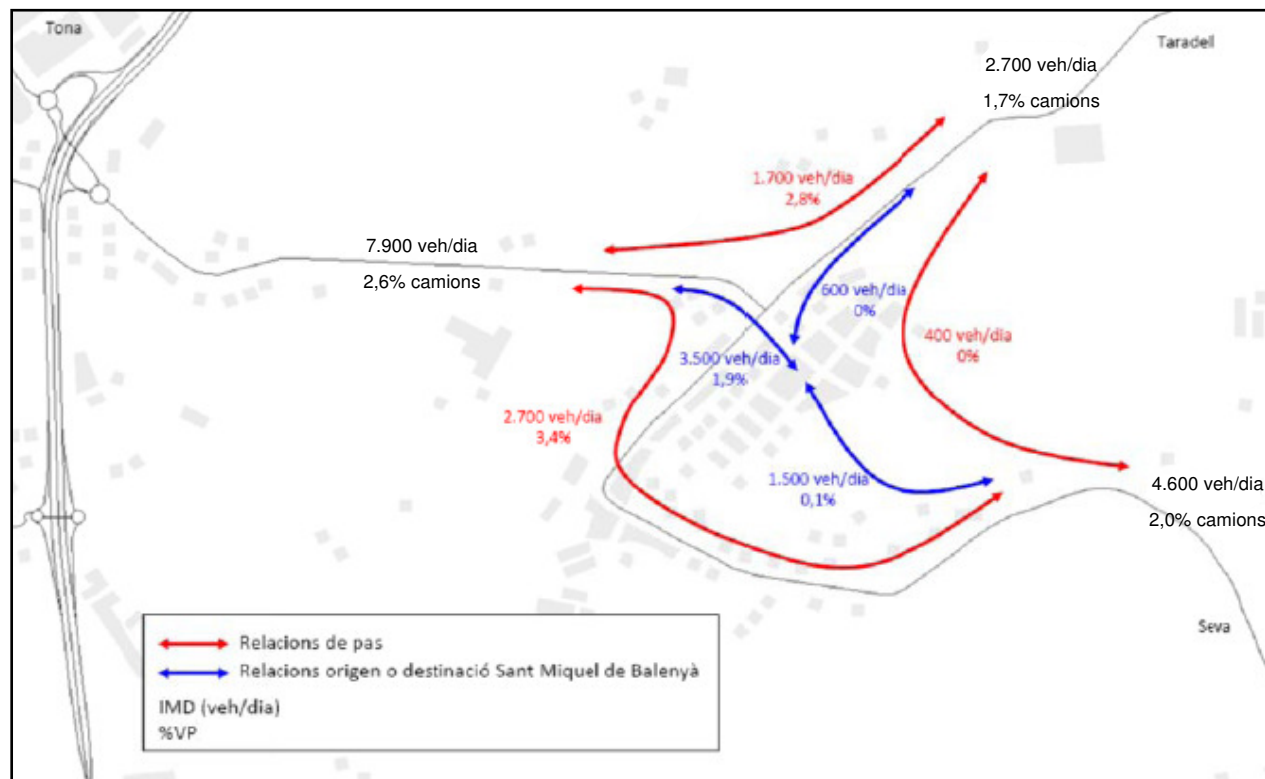 Tona
Taradell
2.700 veh/dia
1,7% camions
1.700 veh/dia
2,8%
7.900 veh/dia
2,6% camions
600 veh/dia
0%
400 veh/dia
0%
3.500 veh/dia
1,9%
2.700 veh/dia
3,4%
1.500 veh/dia
0,1%
4.600 veh/dia
2,0% camions
Seva
Relacions de pas
Relacions origen o destinació Sant Miquel de Balenyà
IMD (veh/dia)
%VP